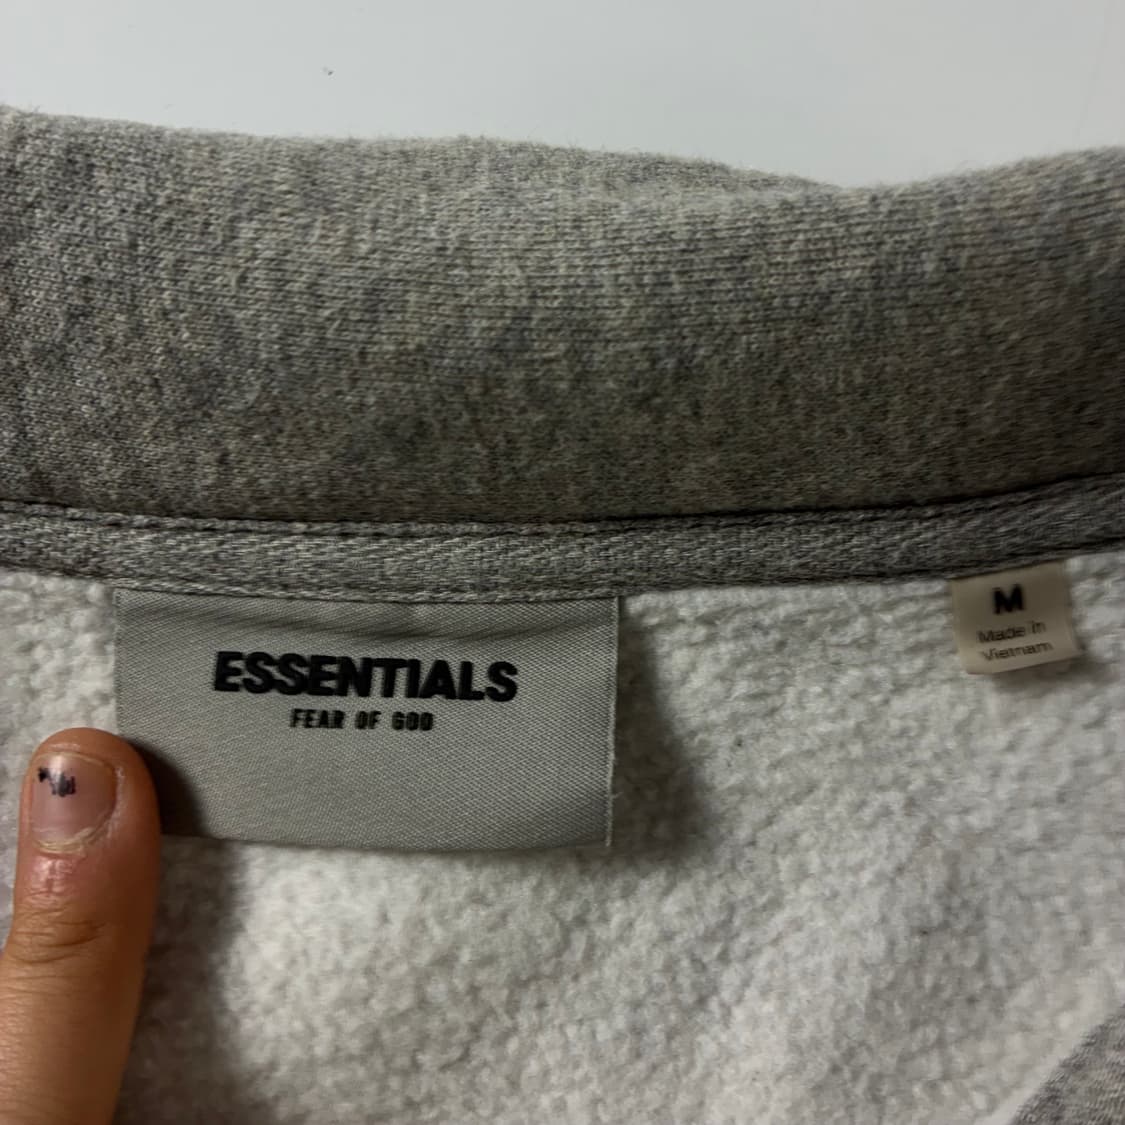 ESSENTIALS
FEAR OF GOD
M
Made in
Vietnam